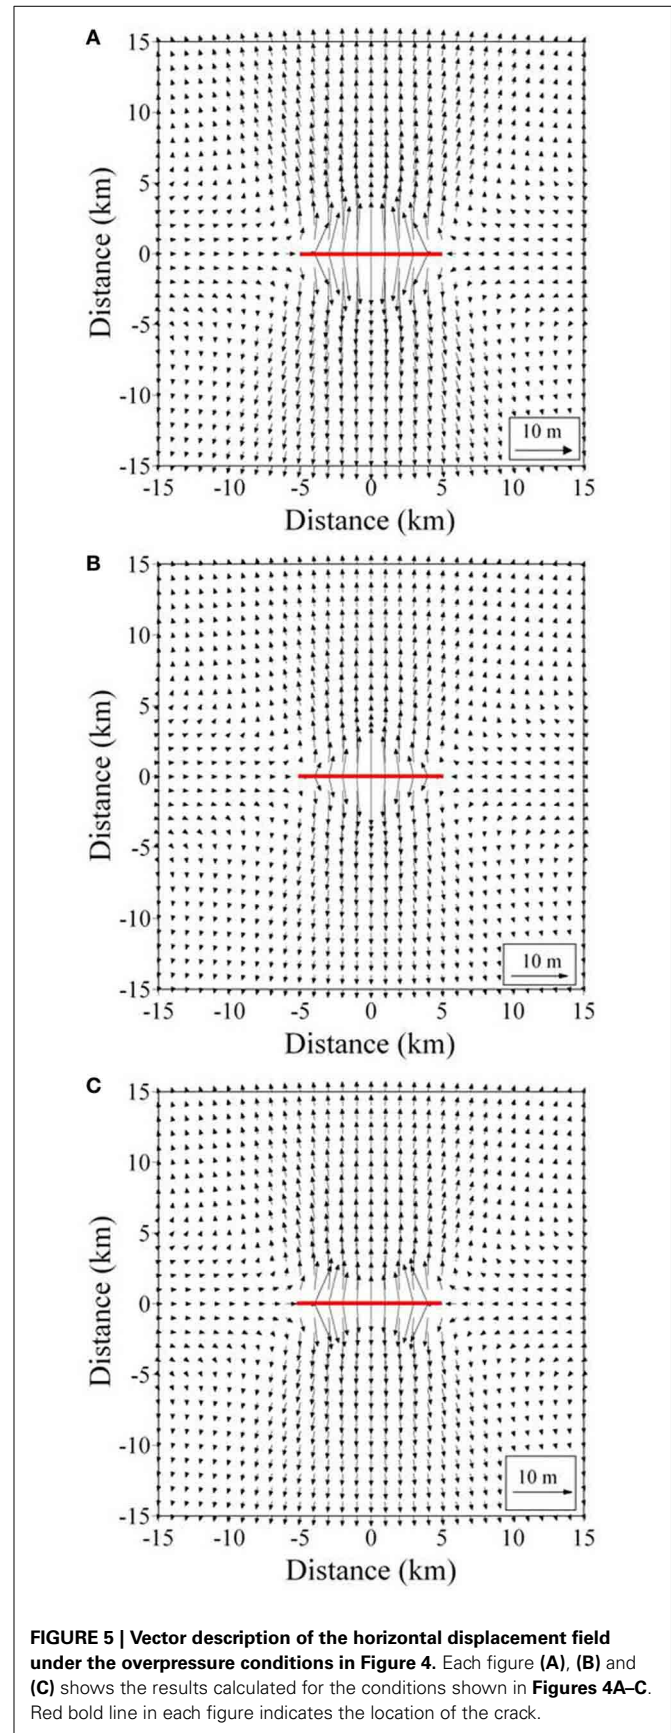 A
15
10
5
0
-5
-10
-15
Distance (km)
10 m
-15 -10 -5 0 5 10 15
Distance (km)
B
15
10
5
0
-5
-10
-15
Distance (km)
10 m
-15 -10 -5 0 5 10 15
Distance (km)
C
15
10
5
0
-5
-10
-15
Distance (km)
10 m
-15 -10 -5 0 5 10 15
Distance (km)
FIGURE 5 | Vector description of the horizontal displacement field
under the overpressure conditions in Figure 4. Each figure (A), (B) and
(C) shows the results calculated for the conditions shown in Figures 4A–C.
Red bold line in each figure indicates the location of the crack.